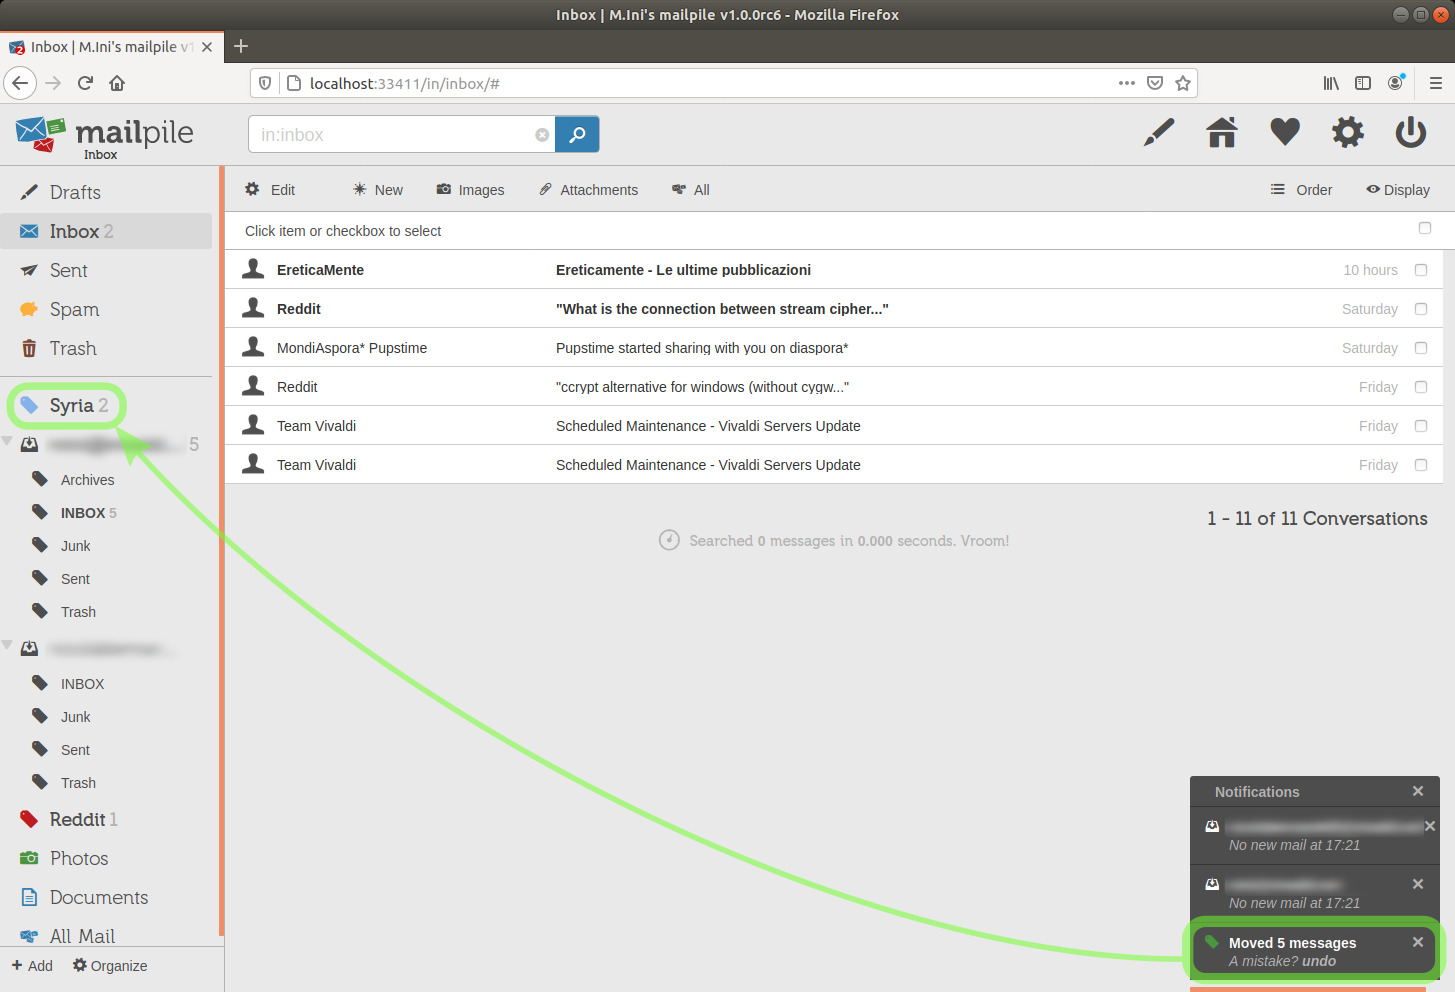 Inbox | M.Ini's mailpile v1.0.0rc6 - Mozilla Firefox
Inbox | M.Ini's mailpile v1
localhost:33411/in/inbox/#
mailpile
Inbox
in:inbox
Drafts
Inbox 2
Sent
Spam
Trash
Syria 2
5
Archives
INBOX 5
Junk
Sent
Trash
INBOX
Junk
Sent
Trash
Reddit 1
Photos
Documents
All Mail
+ Add Organize
Edit New Images Attachments All Order Display
Click item or checkbox to select
EreticaMente Ereticamente - Le ultime pubblicazioni 10 hours
Reddit "What is the connection between stream cipher..." Saturday
MondiAspora* Pupstime Pupstime started sharing with you on diaspora* Saturday
Reddit "ccrypt alternative for windows (without cygw..." Friday
Team Vivaldi Scheduled Maintenance - Vivaldi Servers Update Friday
Team Vivaldi Scheduled Maintenance - Vivaldi Servers Update Friday
1 - 11 of 11 Conversations
Searched 0 messages in 0.000 seconds. Vroom!
Notifications
No new mail at 17:21
No new mail at 17:21
Moved 5 messages
A mistake? undo